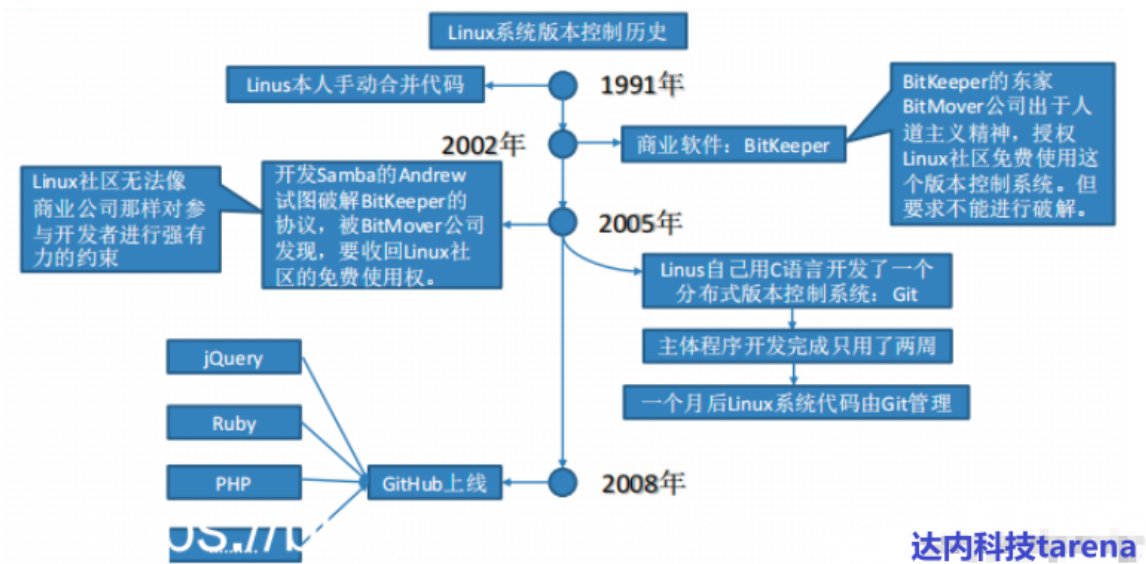 Linux系统版本控制历史
Linus本人手动合并代码
1991年
BitKeeper的东家
BitMover公司出于人
道主义精神，授权
Linux社区免费使用这
个版本控制系统。但
要求不能进行破解。
2002年
商业软件：BitKeeper
Linux社区无法像
商业公司那样对参
与开发者进行强有
力的约束
开发Samba的Andrew
试图破解BitKeeper的
协议，被BitMover公司
发现，要收回Linux社
区的免费使用权。
2005年
Linus自己用C语言开发了一个
分布式版本控制系统：Git
主体程序开发完成只用了两周
一个月后Linux系统代码由Git管理
jQuery
Ruby
PHP
GitHub上线
2008年
........
达内科技tarena